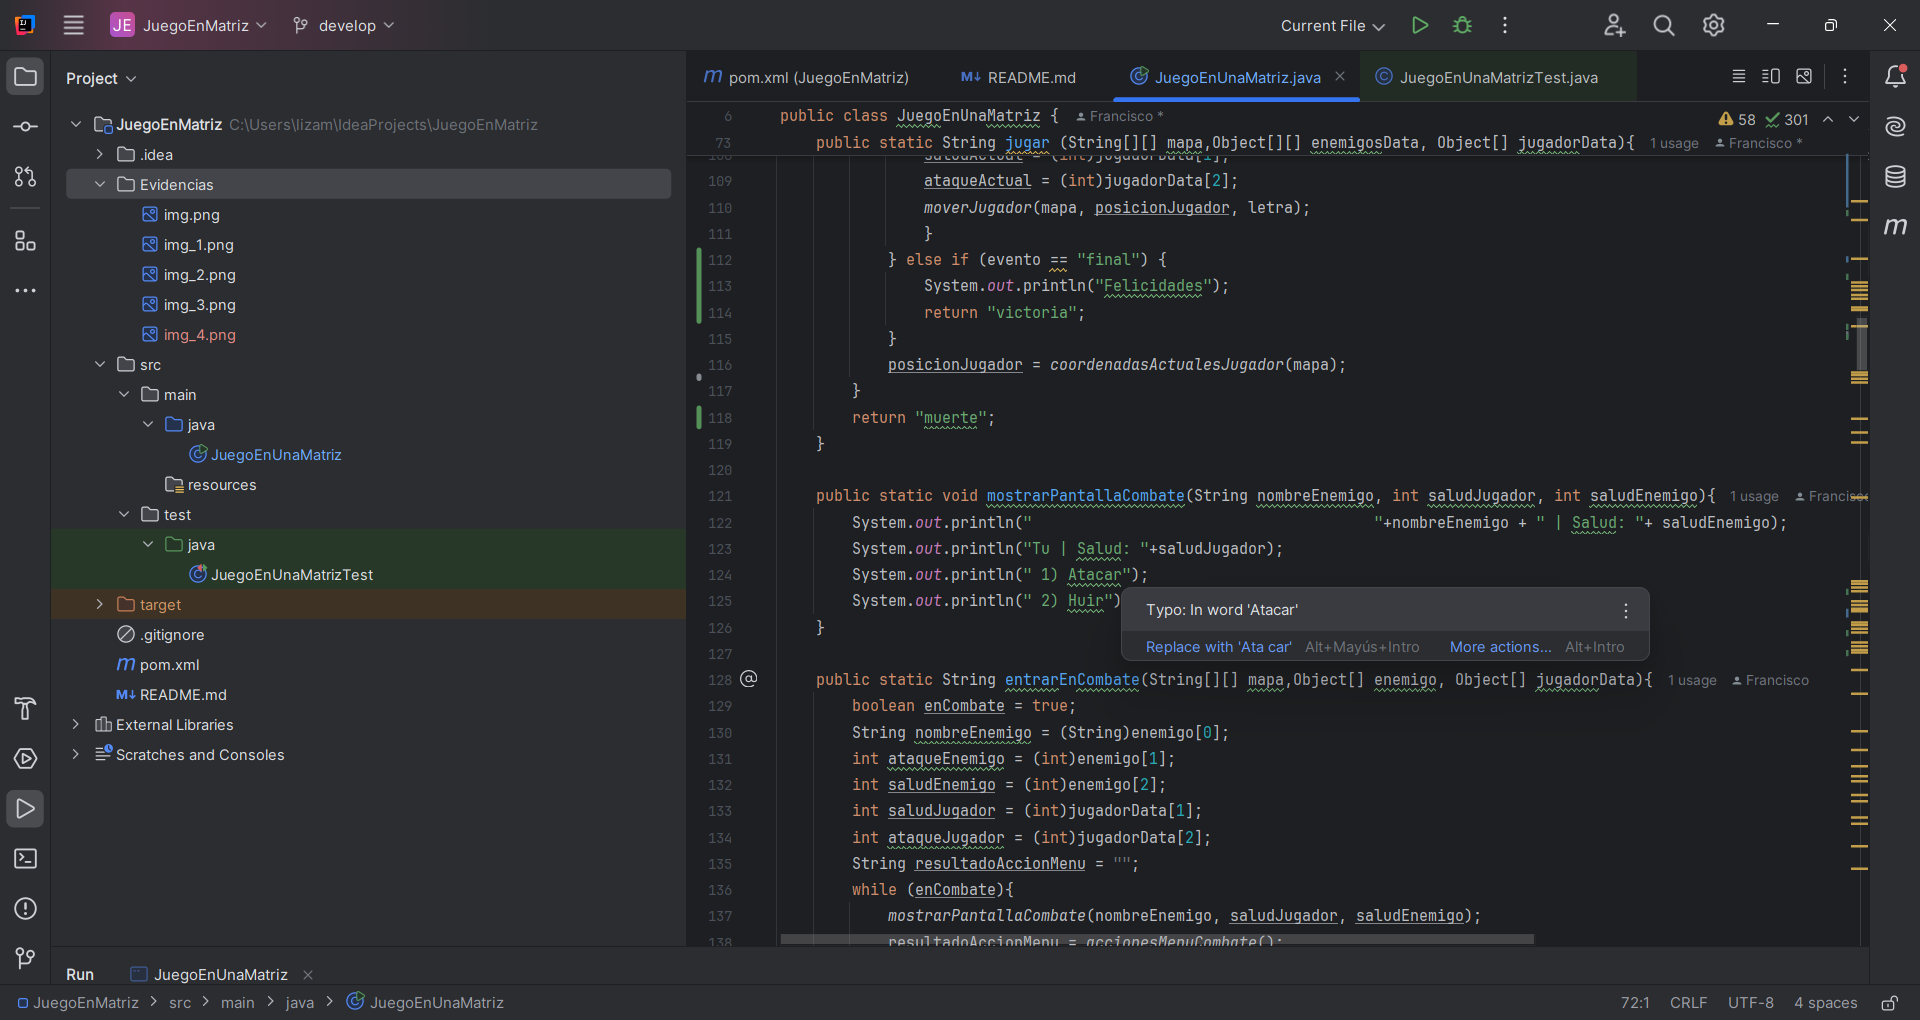 JE JuegoEnMatriz develop Current File
Project
pom.xml (JuegoEnMatriz) README.md JuegoEnUnaMatriz.java JuegoEnUnaMatrizTest.java
JuegoEnMatriz C:\Users\lizam\IdeaProjects\JuegoEnMatriz
.idea
Evidencias
img.png
img_1.png
img_2.png
img_3.png
img_4.png
src
main
java
JuegoEnUnaMatriz
resources
test
java
JuegoEnUnaMatrizTest
target
.gitignore
pom.xml
README.md
External Libraries
Scratches and Consoles
6 public class JuegoEnUnaMatriz { Francisco *
58 301
73 public static String jugar (String[][] mapa,Object[][] enemigosData, Object[] jugadorData){ 1 usage Francisco *
108 saludActual = (int)jugadorData[1];
109 ataqueActual = (int)jugadorData[2];
110 moverJugador(mapa, posicionJugador, letra);
111 }
112 } else if (evento == "final") {
113 System.out.println("Felicidades");
114 return "victoria";
115 }
116 posicionJugador = coordenadasActualesJugador(mapa);
117 }
118 return "muerte";
119 }
120
121 public static void mostrarPantallaCombate(String nombreEnemigo, int saludJugador, int saludEnemigo){ 1 usage Francisco
122 System.out.println(" "+nombreEnemigo + " | Salud: "+ saludEnemigo);
123 System.out.println("Tu | Salud: "+saludJugador);
124 System.out.println(" 1) Atacar");
125 System.out.println(" 2) Huir")
126 }
127
Typo: In word 'Atacar'
Replace with 'Ata car' Alt+Mayús+Intro More actions... Alt+Intro
128 public static String entrarEnCombate(String[][] mapa,Object[] enemigo, Object[] jugadorData){ 1 usage Francisco
129 boolean enCombate = true;
130 String nombreEnemigo = (String)enemigo[0];
131 int ataqueEnemigo = (int)enemigo[1];
132 int saludEnemigo = (int)enemigo[2];
133 int saludJugador = (int)jugadorData[1];
134 int ataqueJugador = (int)jugadorData[2];
135 String resultadoAccionMenu = "";
136 while (enCombate){
137 mostrarPantallaCombate(nombreEnemigo, saludJugador, saludEnemigo);
138 resultadoAccionMenu = accionesMenuCombate();
Run JuegoEnUnaMatriz
JuegoEnMatriz > src > main > java > JuegoEnUnaMatriz 72:1 CRLF UTF-8 4 spaces